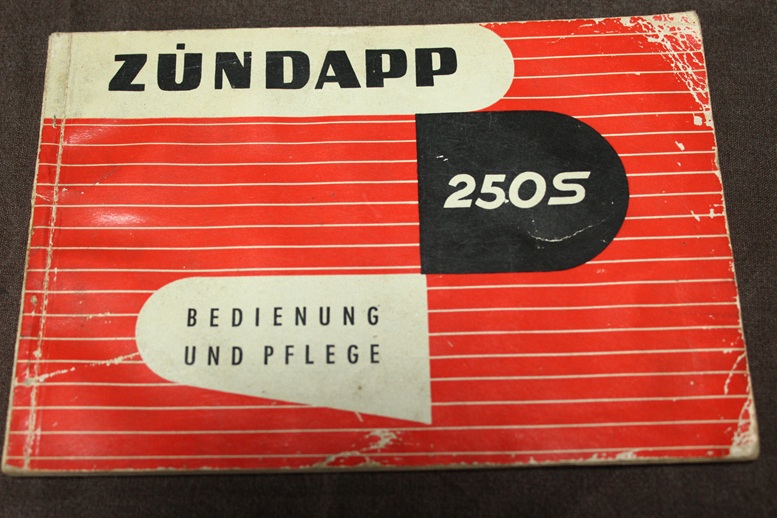 ZÜNDAPP
250S
BEDIENUNG
UND PFLEGE